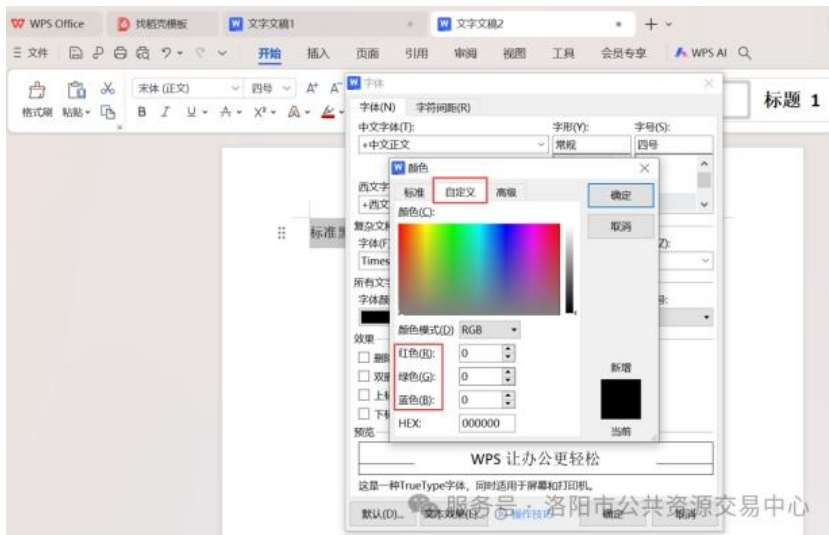 WPS Office 找稻壳模板 文字文稿1 文字文稿2
文件 开始 插入 页面 引用 审阅 视图 工具 会员专享 WPS AI
格式刷 粘贴 宋体 (正文) 四号 标题 1
字体
字体(N) 字符间距(R)
中文字体(T): 字形(Y): 字号(S):
+中文正文 常规 四号
颜色
标准 自定义 高级 确定
颜色(C): 取消
西文字
+西文
复杂文
字体(F
Times
Z):
所有文字
字体颜
号:
标准
颜色模式(D) RGB
效果
红色(R): 0
绿色(G): 0
蓝色(B): 0
HEX: 000000
新增
当前
删除
双删
上标
下标
预览
WPS 让办公更轻松
这是一种TrueType字体，同时适用于屏幕和打印机。
默认(D)... 文本效果(E)... 操作技巧 确定 取消
服务号 · 洛阳市公共资源交易中心